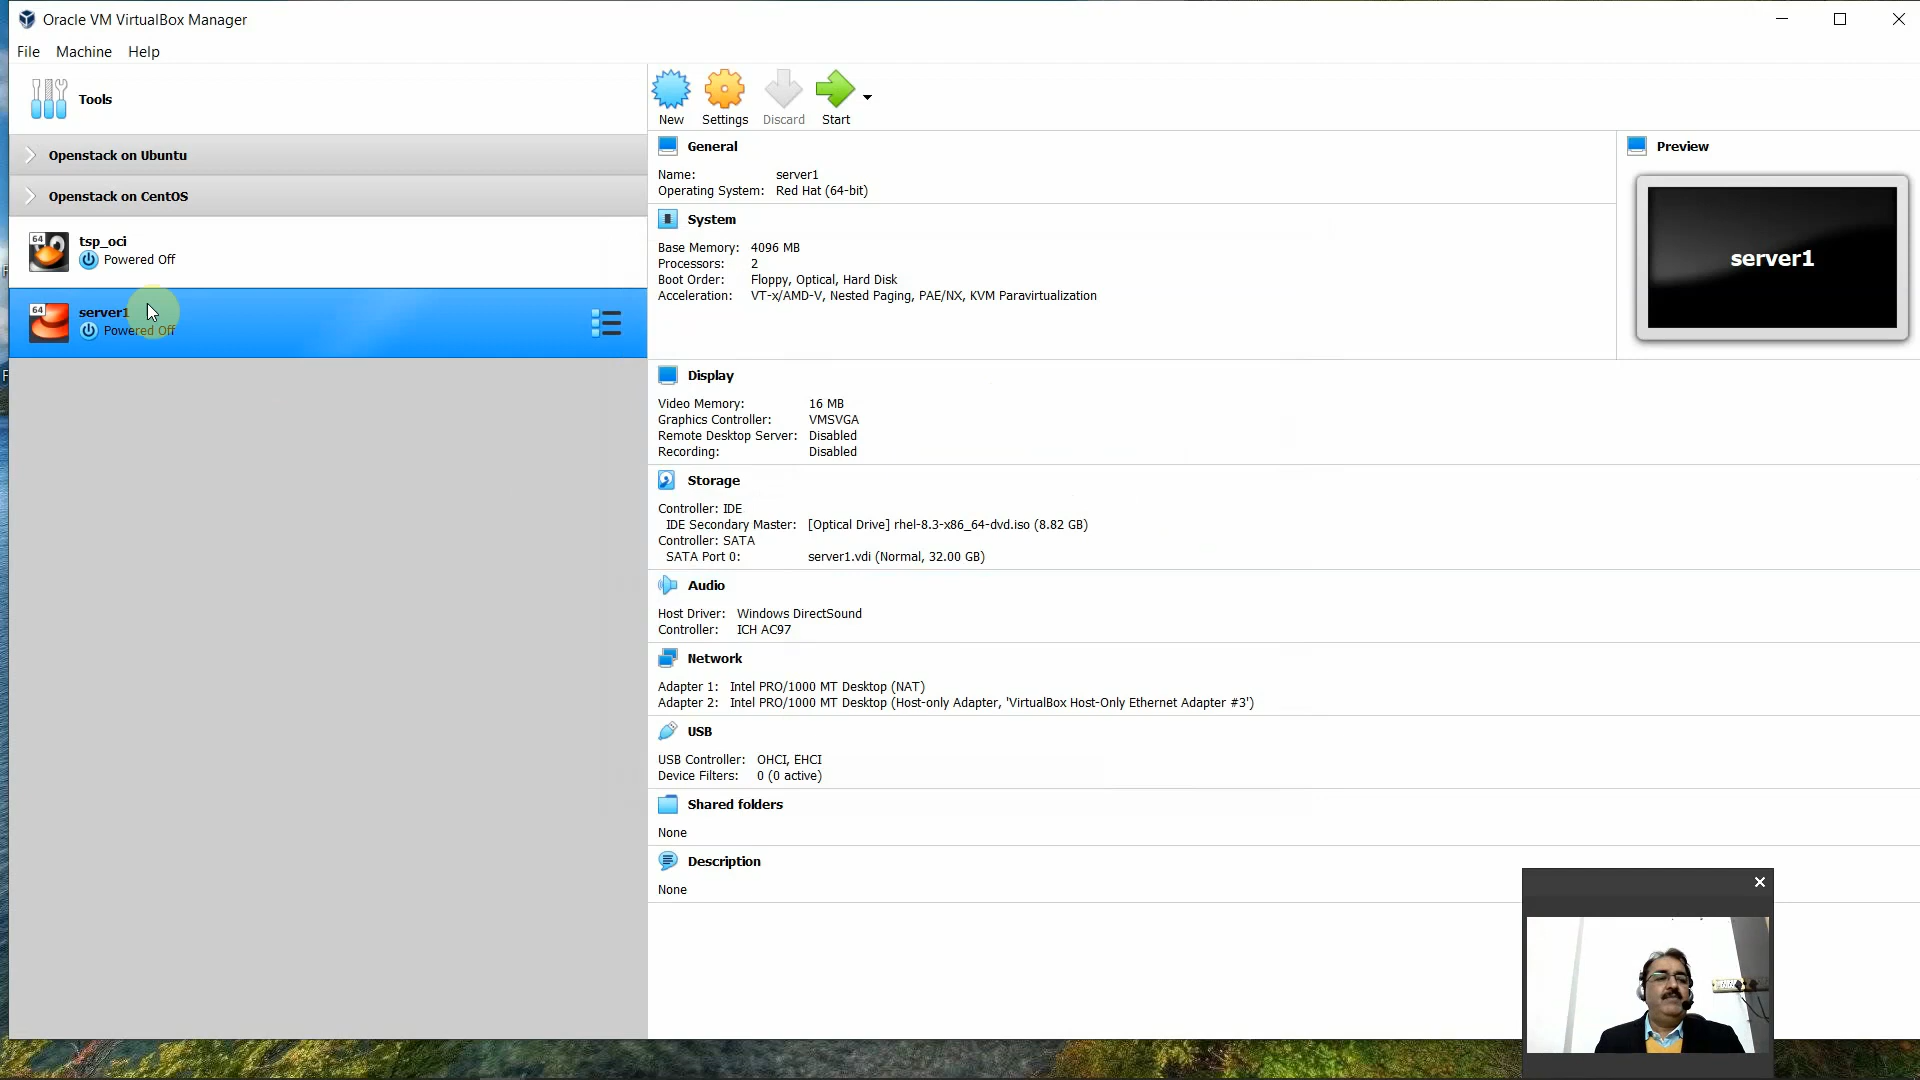 Oracle VM VirtualBox Manager
File Machine Help
Tools
New Settings Discard Start
Openstack on Ubuntu
Openstack on CentOS
64
tsp_oci
Powered Off
64
server1
Powered Off
General
Name: server1
Operating System: Red Hat (64-bit)
Preview
server1
System
Base Memory: 4096 MB
Processors: 2
Boot Order: Floppy, Optical, Hard Disk
Acceleration: VT-x/AMD-V, Nested Paging, PAE/NX, KVM Paravirtualization
Display
Video Memory: 16 MB
Graphics Controller: VMSVGA
Remote Desktop Server: Disabled
Recording: Disabled
Storage
Controller: IDE
IDE Secondary Master: [Optical Drive] rhel-8.3-x86_64-dvd.iso (8.82 GB)
Controller: SATA
SATA Port 0: server1.vdi (Normal, 32.00 GB)
Audio
Host Driver: Windows DirectSound
Controller: ICH AC97
Network
Adapter 1: Intel PRO/1000 MT Desktop (NAT)
Adapter 2: Intel PRO/1000 MT Desktop (Host-only Adapter, 'VirtualBox Host-Only Ethernet Adapter #3')
USB
USB Controller: OHCI, EHCI
Device Filters: 0 (0 active)
Shared folders
None
Description
None